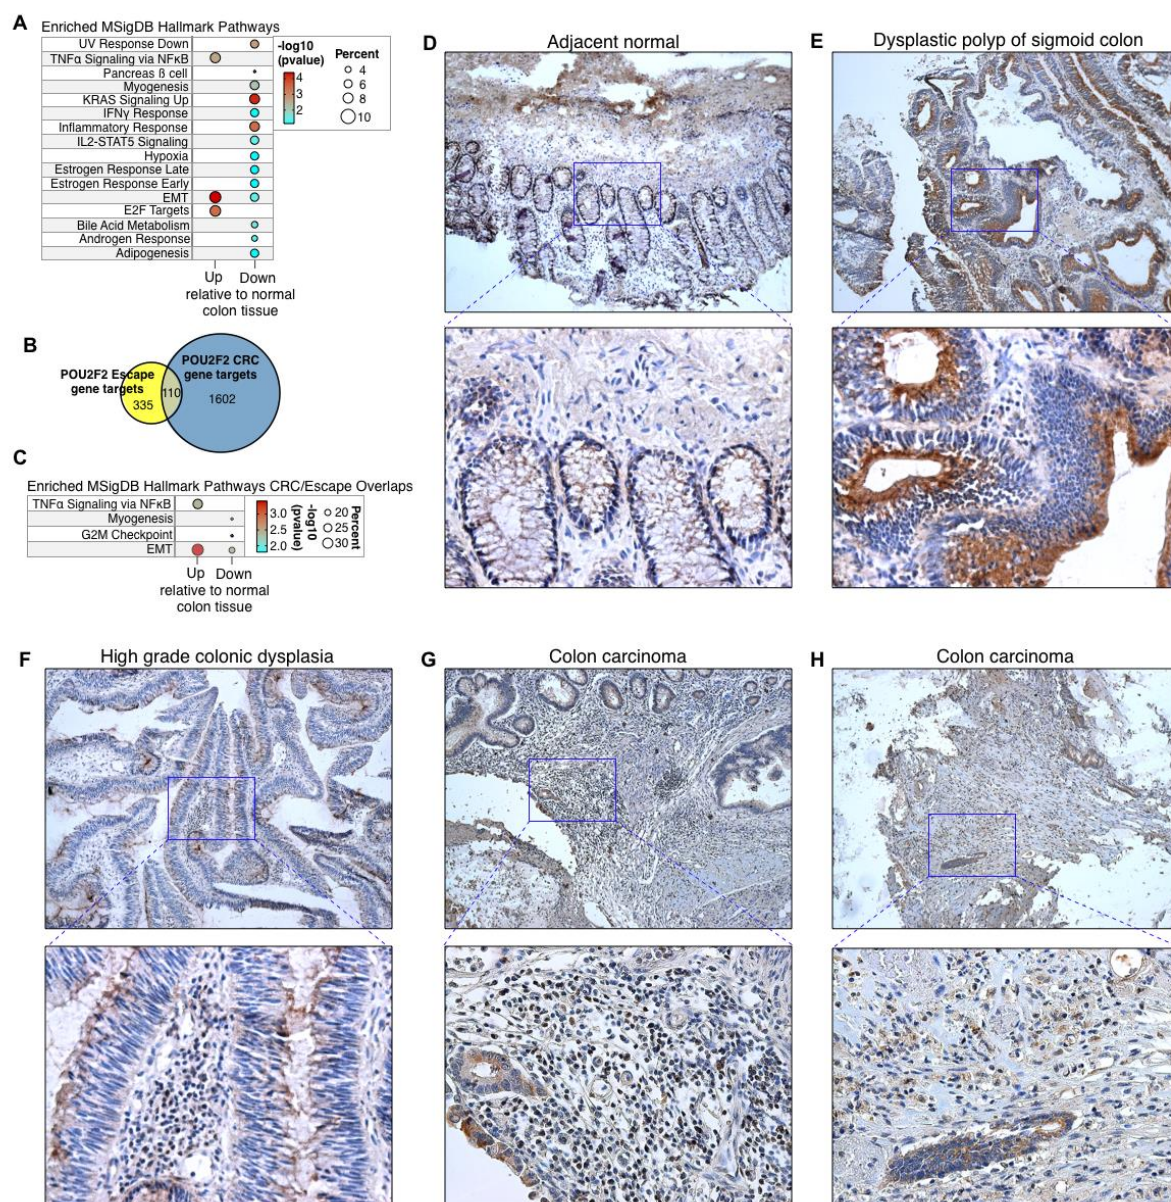 A
Enriched MSigDB Hallmark Pathways
UV Response Down
TNFα Signaling via NFκB
Pancreas ß cell
Myogenesis
KRAS Signaling Up
IFNγ Response
Inflammatory Response
IL2-STAT5 Signaling
Hypoxia
Estrogen Response Late
Estrogen Response Early
EMT
E2F Targets
Bile Acid Metabolism
Androgen Response
Adipogenesis
Up
Down
relative to normal
colon tissue
-log10
(pvalue)
4
3
2
1
Percent
4
6
8
10
B
POU2F2 Escape
gene targets
335
110
POU2F2 CRC
gene targets
1602
C
Enriched MSigDB Hallmark Pathways CRC/Escape Overlaps
TNFα Signaling via NFκB
Myogenesis
G2M Checkpoint
EMT
Up
Down
relative to normal
colon tissue
3.0
2.5
2.0
-log10
(pvalue)
20
25
30
Percent
D
Adjacent normal
E
Dysplastic polyp of sigmoid colon
F
High grade colonic dysplasia
G
Colon carcinoma
H
Colon carcinoma